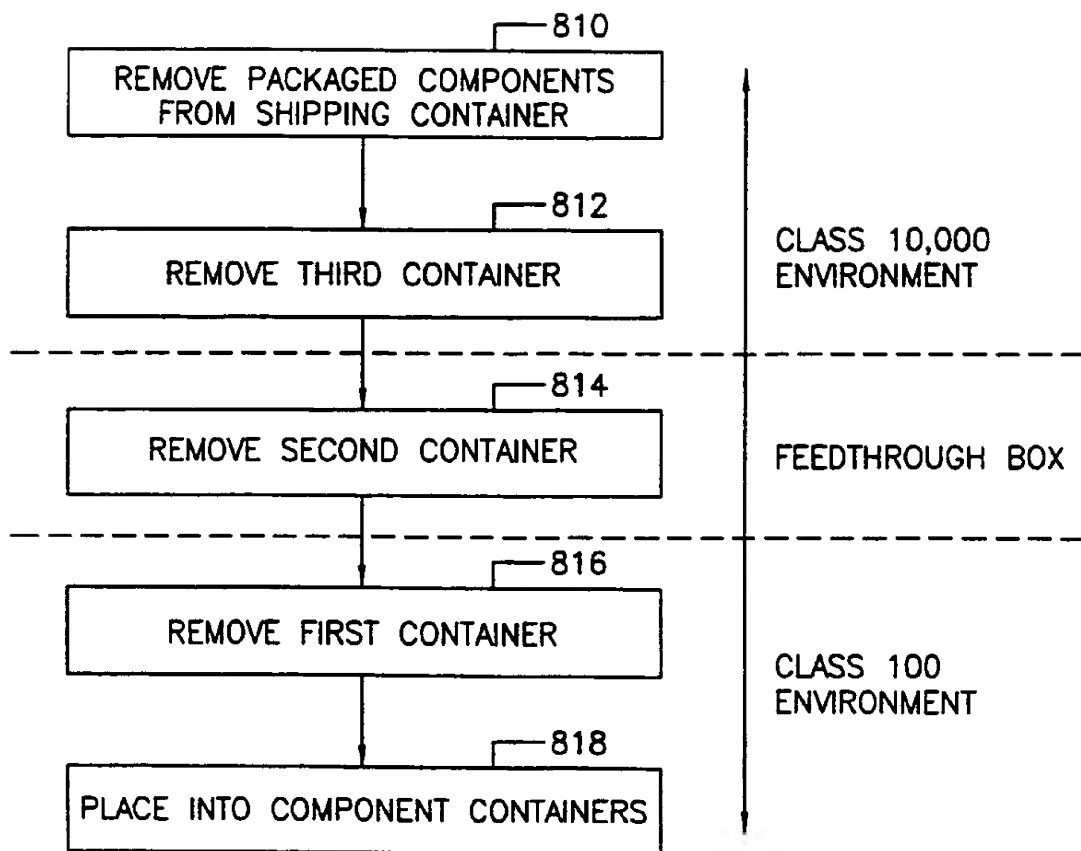 810
REMOVE PACKAGED COMPONENTS
FROM SHIPPING CONTAINER
812
REMOVE THIRD CONTAINER
CLASS 10,000
ENVIRONMENT
814
REMOVE SECOND CONTAINER
FEEDTHROUGH BOX
816
REMOVE FIRST CONTAINER
CLASS 100
ENVIRONMENT
818
PLACE INTO COMPONENT CONTAINERS